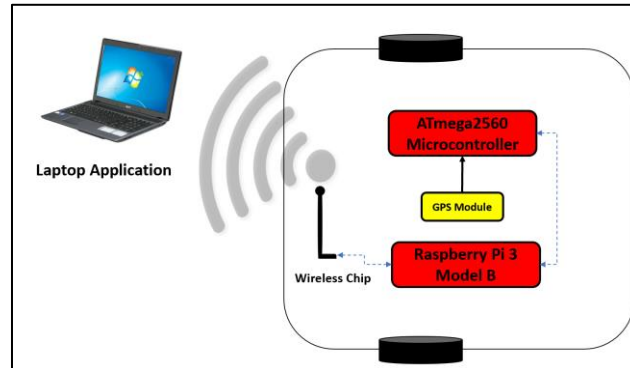 Laptop Application
Wireless Chip
ATmega2560
Microcontroller
GPS Module
Raspberry Pi 3
Model B